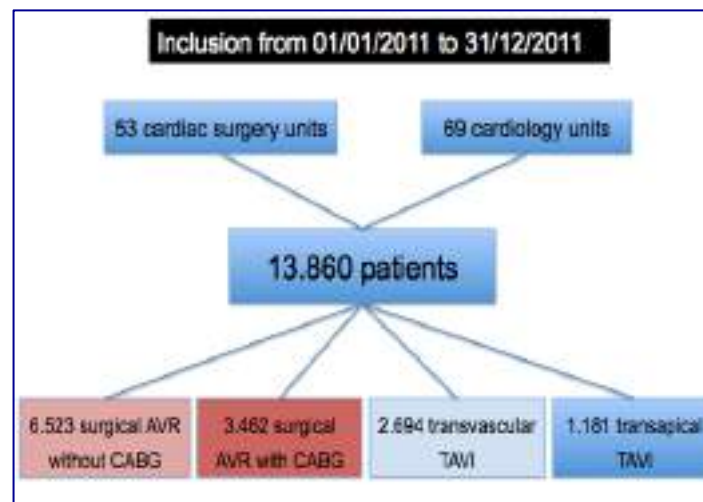 Inclusion from 01/01/2011 to 31/12/2011
53 cardiac surgery units
69 cardiology units
13.860 patients
6.523 surgical AVR
without CABG
3.462 surgical
AVR with CABG
2.694 transvascular
TAVI
1.181 transapical
TAVI